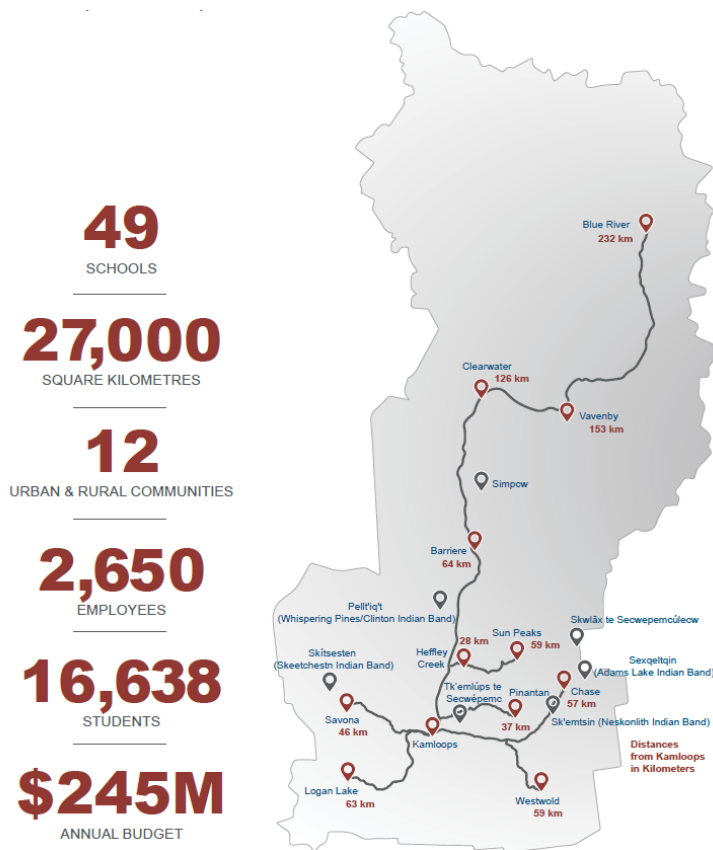 49
SCHOOLS
27,000
SQUARE KILOMETRES
12
URBAN & RURAL COMMUNITIES
2,650
EMPLOYEES
16,638
STUDENTS
$245M
ANNUAL BUDGET
Blue River
232 km
Clearwater
126 km
Vavenby
153 km
Simpcw
Barriere
64 km
Pellt'iq't
(Whispering Pines/Clinton Indian Band)
Skwlāx te Secwepemcúlecw
28 km
Sun Peaks
59 km
Heffley
Creek
Skítsesten
(Skeetchestn Indian Band)
Sexqeltqin
(Adams Lake Indian Band)
Tk'emlúps te
Secwépemc
Pinantan
37 km
Chase
57 km
Sk'emtsin (Neskonlith Indian Band)
Savona
46 km
Kamloops
Distances
from Kamloops
in Kilometers
Logan Lake
63 km
Westwold
59 km